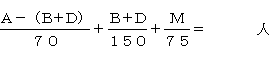 A－（B+D）/７０ + B+D/１５０ + M/７５ ＝ 人